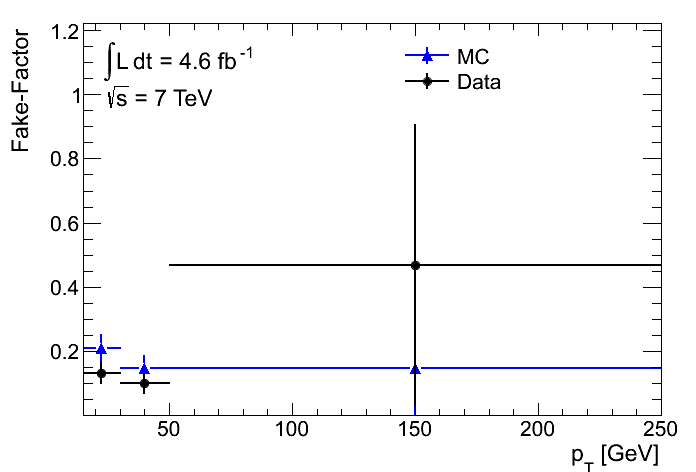 Fake-Factor
1.2
1
0.8
0.6
0.4
0.2
∫L dt = 4.6 fb⁻¹
√s = 7 TeV
MC
Data
50 100 150 200 250
p_T [GeV]